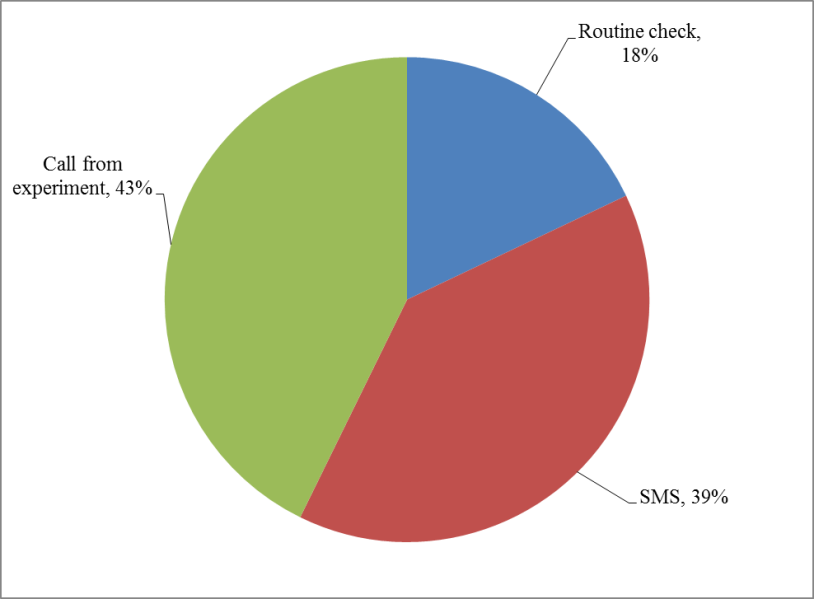 Routine check,
18%
Call from
experiment, 43%
SMS, 39%